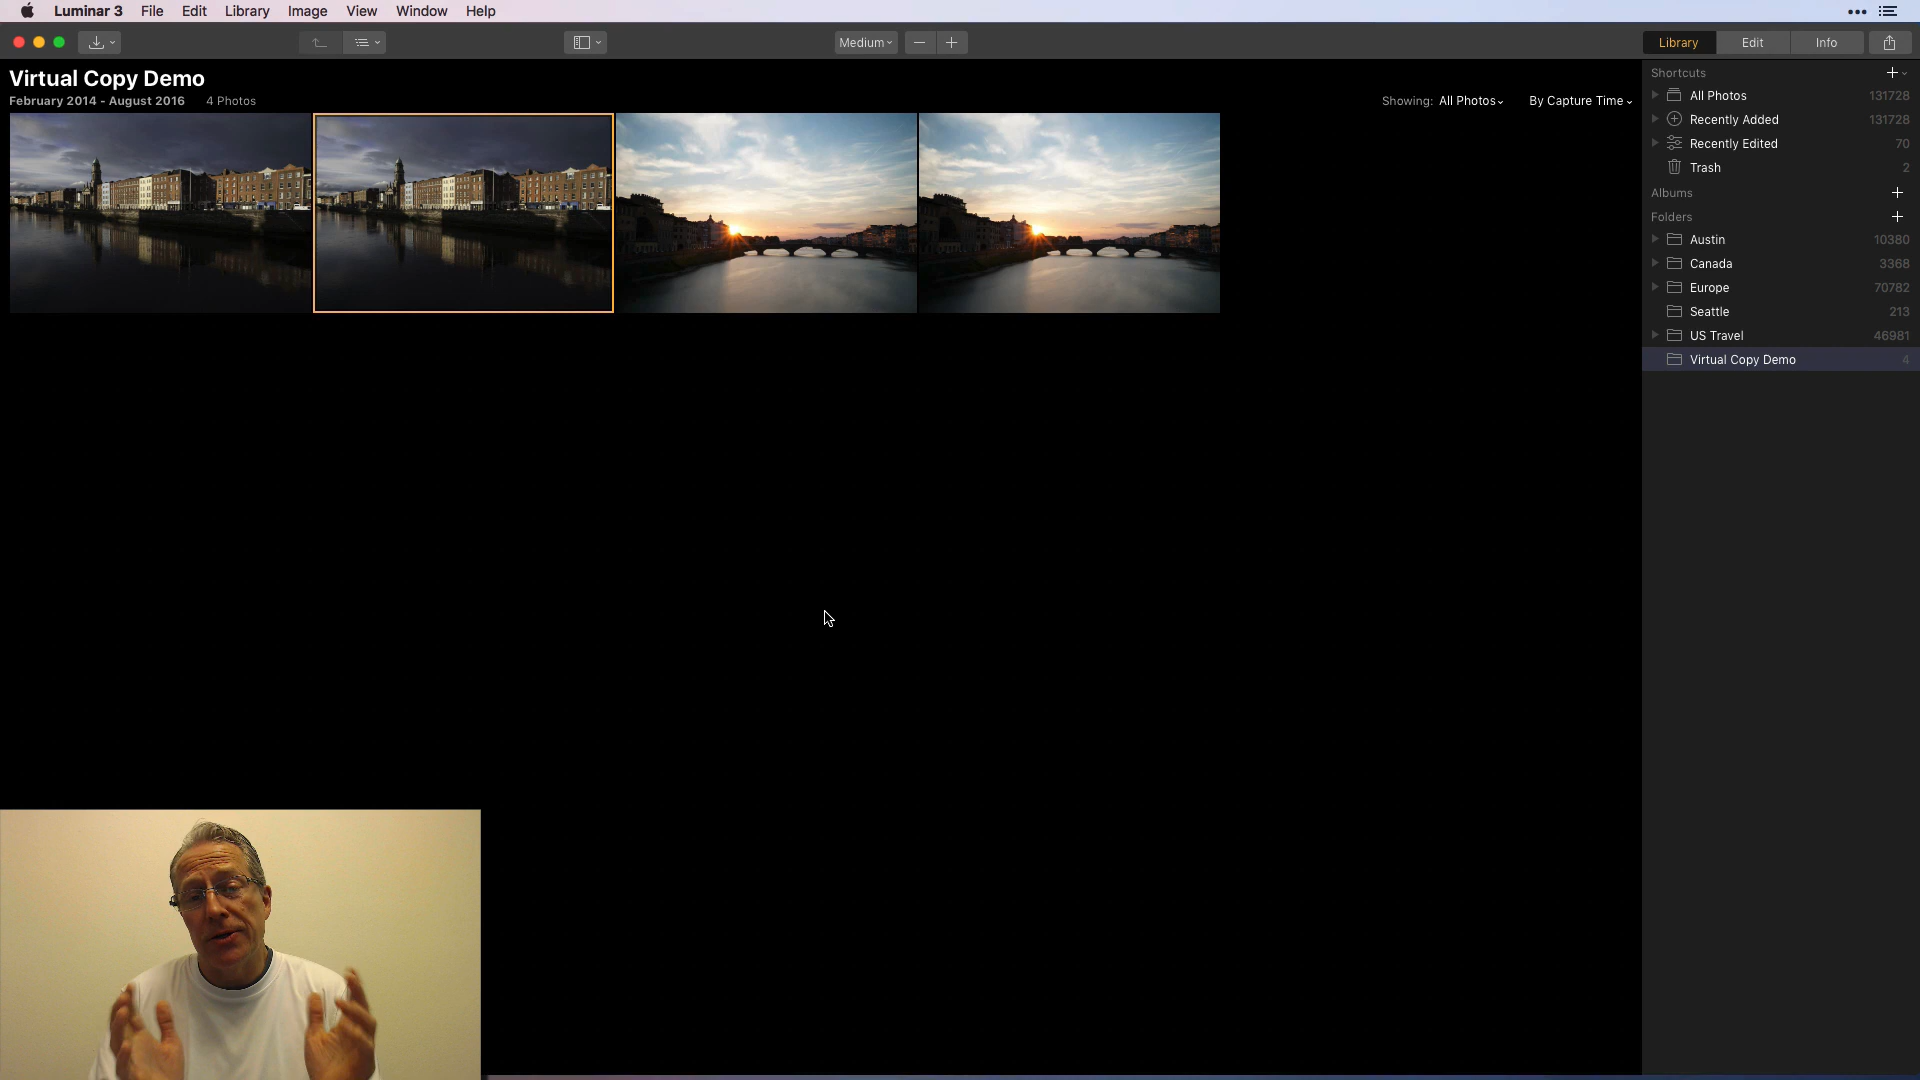 Luminar 3 File Edit Library Image View Window Help
Medium Library Edit Info
Virtual Copy Demo
February 2014 - August 2016 4 Photos
Showing: All Photos By Capture Time
Shortcuts
All Photos 131728
Recently Added 131728
Recently Edited 70
Trash 2
Albums
Folders
Austin 10380
Canada 3368
Europe 70782
Seattle 213
US Travel 46981
Virtual Copy Demo 4